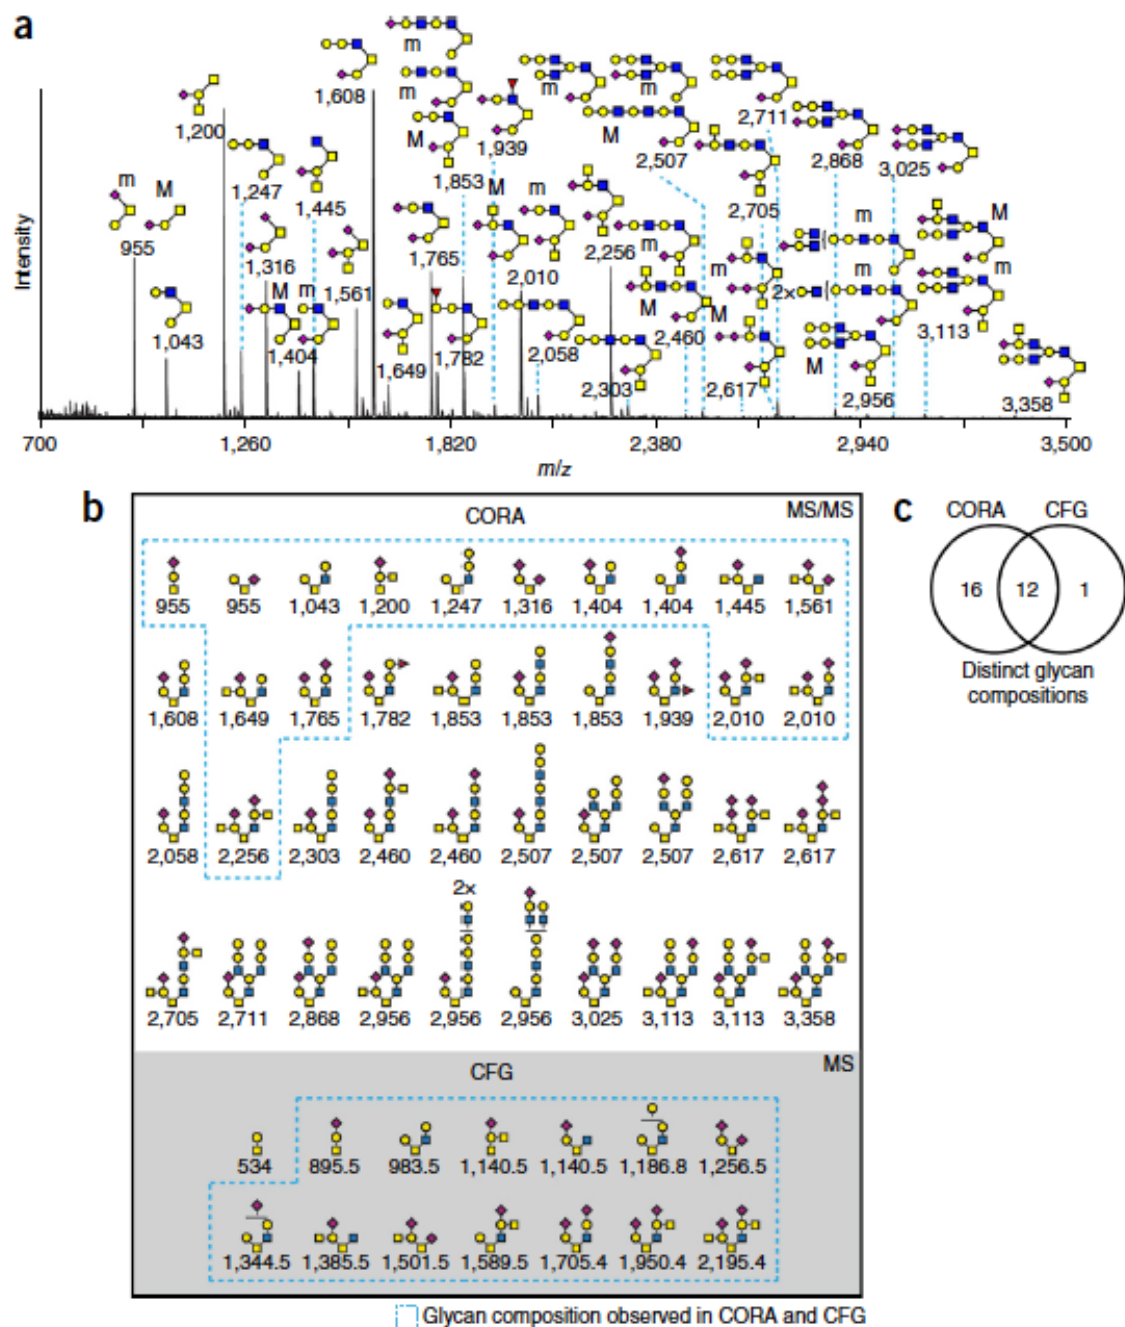 a
m
1,608
m
1,200
m
M
1,939
m
m
M
2,711
1,247
1,445
1,853
2,507
2,868
3,025
m
M
955
1,316
1,765
M
m
2,010
2,256
m
2,705
m
M
Intensity
1,043
M
m
1,404
1,561
1,649
1,782
2,058
2,303
M
2,460
m
M
2,617
2×
m
M
2,956
m
3,113
3,358
700
1,260
1,820
2,380
2,940
3,500
m/z
b
CORA
MS/MS
955 955 1,043 1,200 1,247 1,316 1,404 1,404 1,445 1,561
1,608 1,649 1,765 1,782 1,853 1,853 1,853 1,939 2,010 2,010
2,058 2,256 2,303 2,460 2,460 2,507 2,507 2,507 2,617 2,617
2×
2,705 2,711 2,868 2,956 2,956 2,956 3,025 3,113 3,113 3,358
CFG
MS
534 895.5 983.5 1,140.5 1,140.5 1,186.8 1,256.5
1,344.5 1,385.5 1,501.5 1,589.5 1,705.4 1,950.4 2,195.4
Glycan composition observed in CORA and CFG
c
CORA CFG
16 12 1
Distinct glycan
compositions